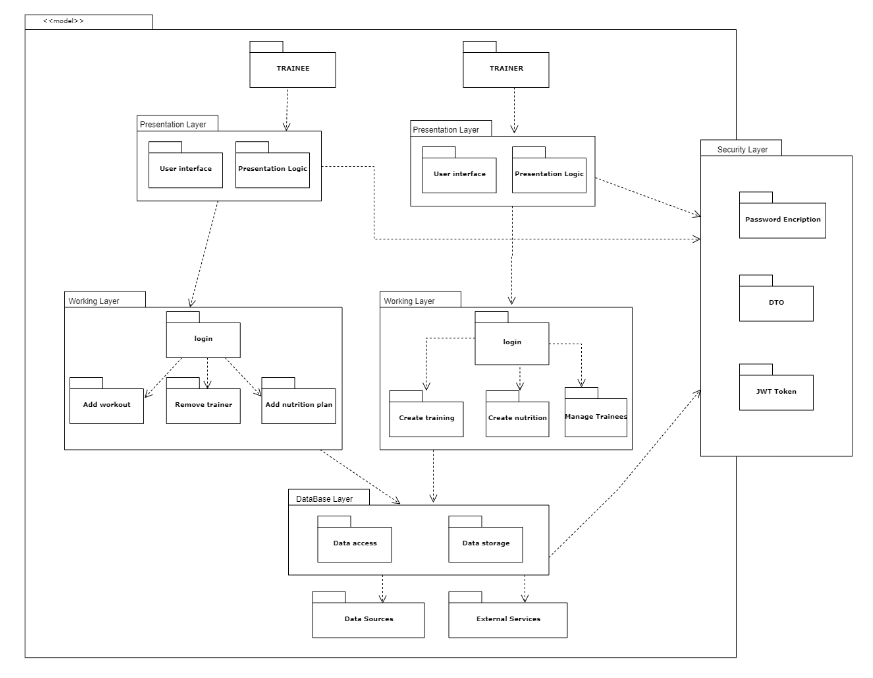 <<model>>
TRAINEE
TRAINER
Presentation Layer
User interface
Presentation Logic
Presentation Layer
User interface
Presentation Logic
Security Layer
Password Encription
DTO
JWT Token
Working Layer
login
Add workout
Remove trainer
Add nutrition plan
Working Layer
login
Create training
Create nutrition
Manage Trainees
DataBase Layer
Data access
Data storage
Data Sources
External Services